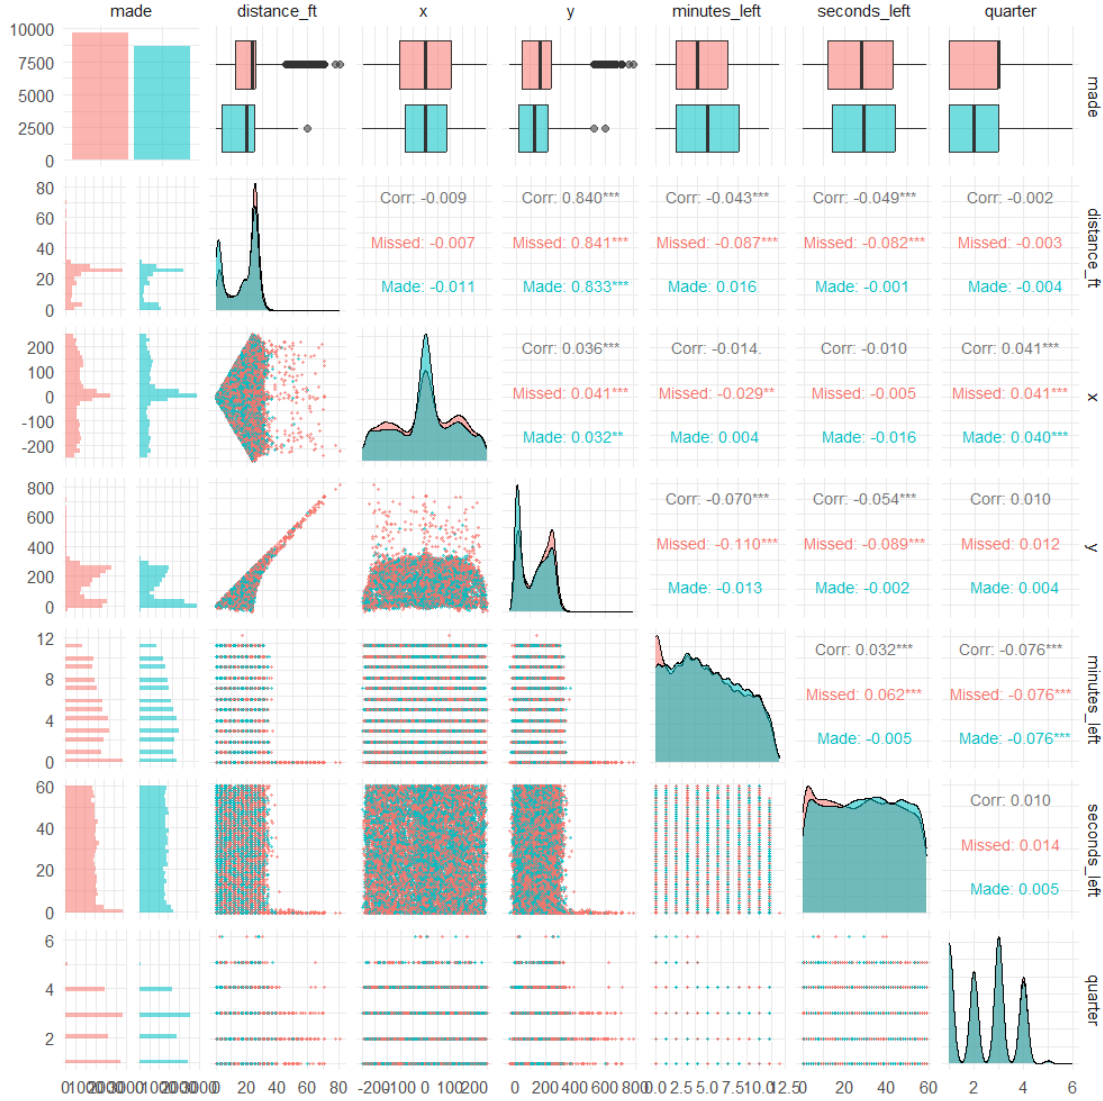 made distance_ft x y minutes_left seconds_left quarter
10000
7500
5000
2500
0
made
80
60
40
20
0
Corr: -0.009 Corr: 0.840*** Corr: -0.043*** Corr: -0.049*** Corr: -0.002
Missed: -0.007 Missed: 0.841*** Missed: -0.087*** Missed: -0.082*** Missed: -0.003
Made: -0.011 Made: 0.833*** Made: 0.016 Made: -0.001 Made: -0.004
distance_ft
200
100
0
-100
-200
Corr: 0.036*** Corr: -0.014. Corr: -0.010 Corr: 0.041***
Missed: 0.041*** Missed: -0.029** Missed: -0.005 Missed: 0.041***
Made: 0.032** Made: 0.004 Made: -0.016 Made: 0.040***
x
800
600
400
200
0
Corr: -0.070*** Corr: -0.054*** Corr: 0.010
Missed: -0.110*** Missed: -0.089*** Missed: 0.012
Made: -0.013 Made: -0.002 Made: 0.004
y
12
8
4
0
Corr: 0.032*** Corr: -0.076***
Missed: 0.062*** Missed: -0.076***
Made: -0.005 Made: -0.076***
minutes_left
60
40
20
0
Corr: 0.010
Missed: 0.014
Made: 0.005
seconds_left
6
4
2
quarter
0 20 40 60 80 -200 -100 0 100 200 0 200 400 600 800 0.0 2.5 5.0 7.5 10.0 12.5 0 20 40 60 2 4 6